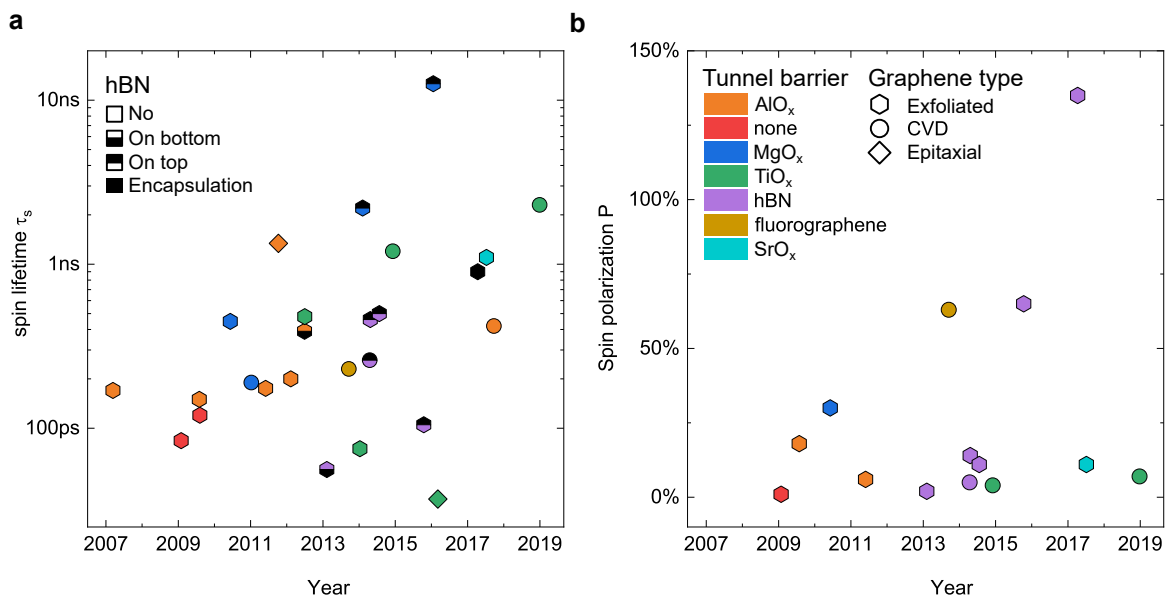 a
hBN
No
On bottom
On top
Encapsulation
10ns
1ns
100ps
spin lifetime τs
2007 2009 2011 2013 2015 2017 2019
Year
b
150%
100%
50%
0%
Spin polarization P
Tunnel barrier
AlOx
none
MgOx
TiOx
hBN
fluorographene
SrOx
Graphene type
Exfoliated
CVD
Epitaxial
2007 2009 2011 2013 2015 2017 2019
Year